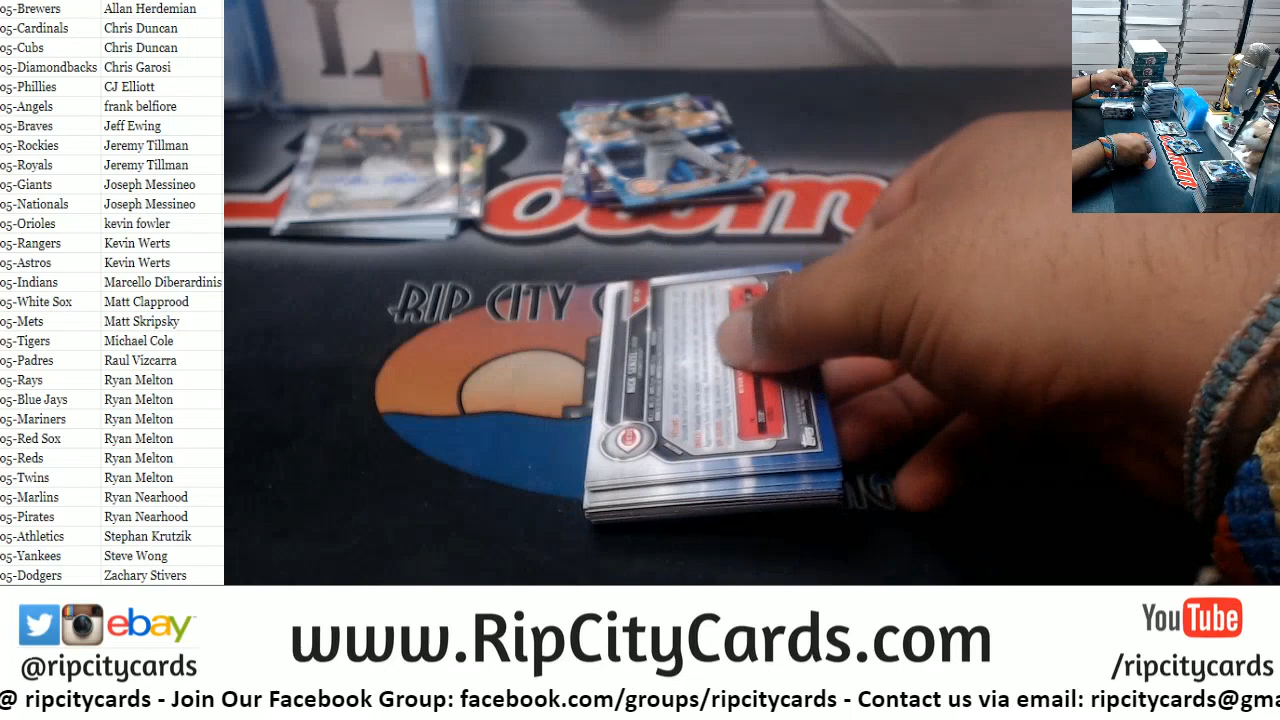 05-Brewers Allan Herdemian
05-Cardinals Chris Duncan
05-Cubs Chris Duncan
05-Diamondbacks Chris Garosi
05-Phillies CJ Elliott
05-Angels frank belfiore
05-Braves Jeff Ewing
05-Rockies Jeremy Tillman
05-Royals Jeremy Tillman
05-Giants Joseph Messineo
05-Nationals Joseph Messineo
05-Orioles kevin fowler
05-Rangers Kevin Werts
05-Astros Kevin Werts
05-Indians Marcello Diberardinis
05-White Sox Matt Clapprood
05-Mets Matt Skripsky
05-Tigers Michael Cole
05-Padres Raul Vizcarra
05-Rays Ryan Melton
05-Blue Jays Ryan Melton
05-Mariners Ryan Melton
05-Red Sox Ryan Melton
05-Reds Ryan Melton
05-Twins Ryan Melton
05-Marlins Ryan Nearhood
05-Pirates Ryan Nearhood
05-Athletics Stephan Krutzik
05-Yankees Steve Wong
05-Dodgers Zachary Stivers
RIP CITY C
NICK SENZEL
Topps
ebay
@ripcitycards
www.RipCityCards.com
YouTube
/ripcitycards
@ ripcitycards - Join Our Facebook Group: facebook.com/groups/ripcitycards - Contact us via email: ripcitycards@gma